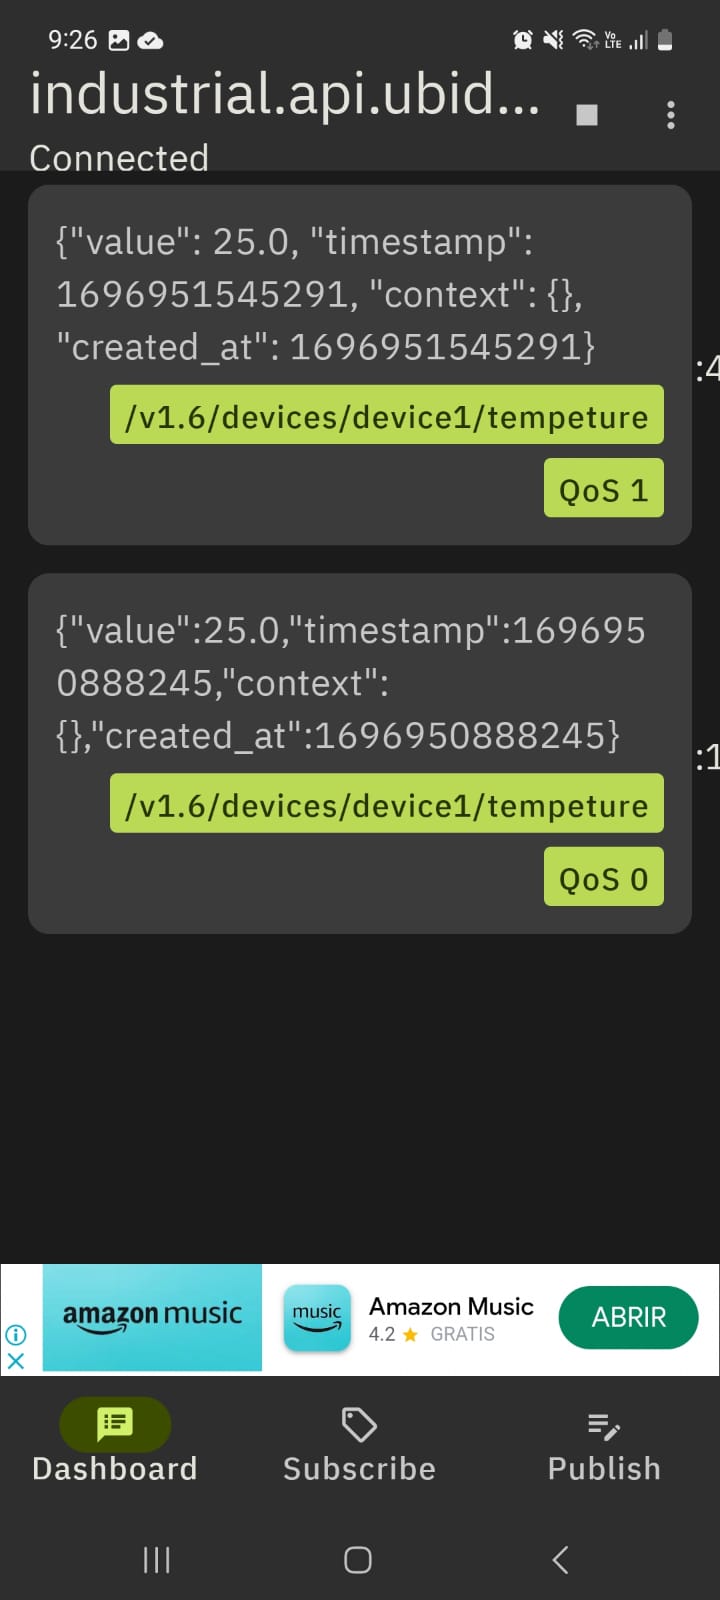 9:26
Vo
LTE
industrial.api.ubid...
Connected
{"value": 25.0, "timestamp":
1696951545291, "context": {},
"created_at": 1696951545291}
:4
/v1.6/devices/device1/tempeture
QoS 1
{"value":25.0,"timestamp":169695
0888245,"context":
{},"created_at":1696950888245}
:1
/v1.6/devices/device1/tempeture
QoS 0
amazon music
music
Amazon Music
4.2 ★ GRATIS
ABRIR
Dashboard
Subscribe
Publish